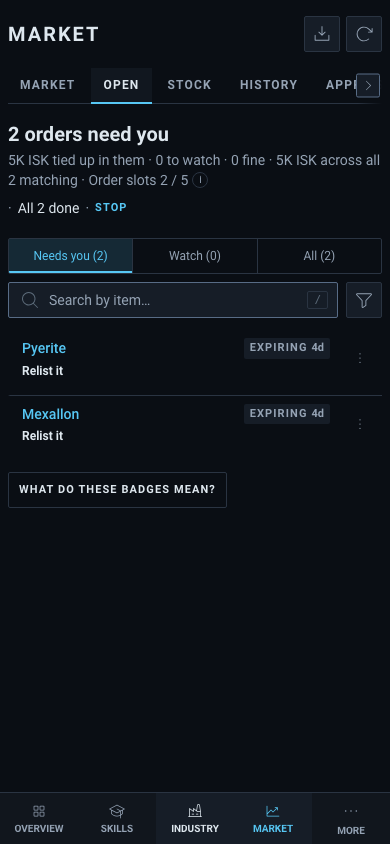 MARKET
MARKET OPEN STOCK HISTORY
2 orders need you
5K ISK tied up in them · 0 to watch · 0 fine · 5K ISK across all
2 matching · Order slots 2 / 5 i
· All 2 done · STOP
Needs you (2) Watch (0) All (2)
Search by item... /
Pyerite EXPIRING 4d
Relist it
Mexallon EXPIRING 4d
Relist it
WHAT DO THESE BADGES MEAN?
OVERVIEW SKILLS INDUSTRY MARKET MORE